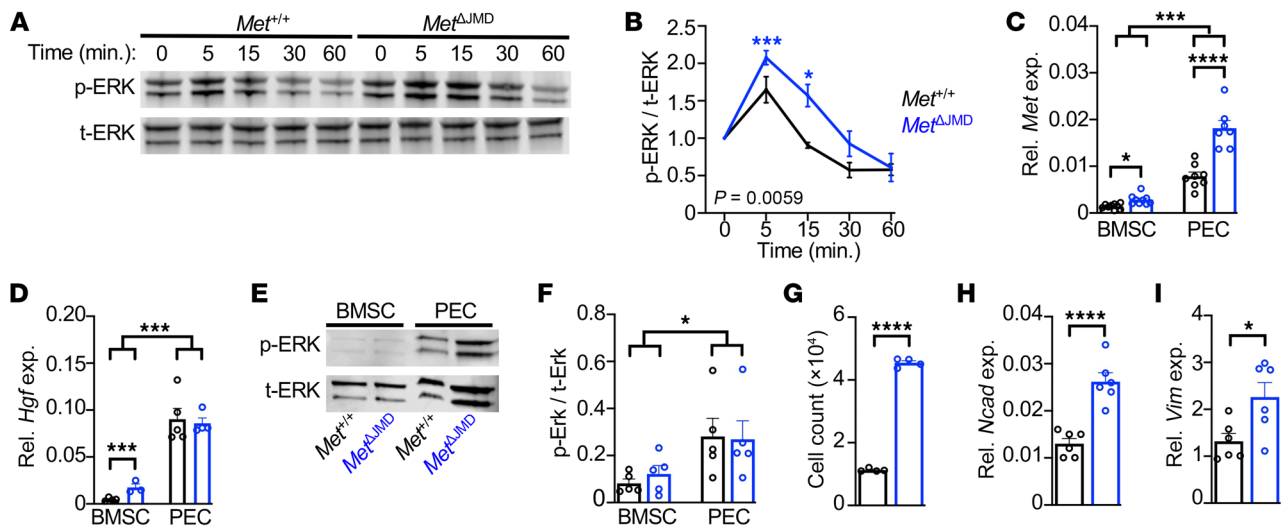 A
Met+/+ MetΔJMD
Time (min.): 0 5 15 30 60 0 5 15 30 60
p-ERK
t-ERK
B
2.5
2.0
1.5
1.0
0.5
0
p-ERK / t-ERK
***
*
Met+/+
MetΔJMD
P = 0.0059
0 5 15 30 60
Time (min.)
C
0.04
0.03
0.02
0.01
0
Rel. Met exp.
***
****
*
BMSC PEC
D
0.20
0.15
0.10
0.05
0
Rel. Hgf exp.
***
***
BMSC PEC
E
BMSC PEC
p-ERK
t-ERK
Met+/+ MetΔJMD Met+/+ MetΔJMD
F
0.8
0.6
0.4
0.2
0
p-Erk / t-Erk
*
BMSC PEC
G
6
4
2
0
Cell count (×10⁴)
****
H
0.04
0.03
0.02
0.01
0
Rel. Ncad exp.
****
I
4
3
2
1
0
Rel. Vim exp.
*